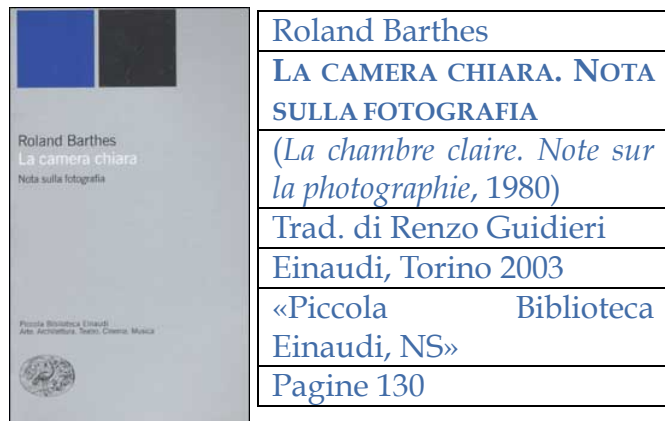 Roland Barthes
La camera chiara
Nota sulla fotografia
Piccola Biblioteca Einaudi
Arte. Architettura. Teatro. Cinema. Musica
Roland Barthes
LA CAMERA CHIARA. NOTA
SULLA FOTOGRAFIA
(La chambre claire. Note sur
la photographie, 1980)
Trad. di Renzo Guidieri
Einaudi, Torino 2003
«Piccola Biblioteca
Einaudi, NS»
Pagine 130